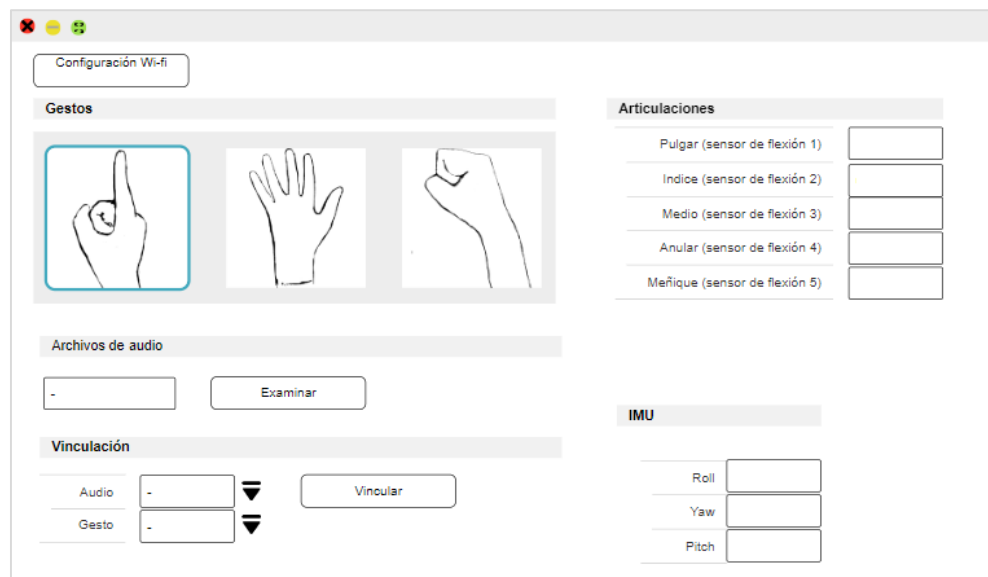 Configuración Wi-fi
Gestos
Articulaciones
Pulgar (sensor de flexión 1)
Indice (sensor de flexión 2)
Medio (sensor de flexión 3)
Anular (sensor de flexión 4)
Meñique (sensor de flexión 5)
Archivos de audio
-
Examinar
IMU
Vinculación
Audio
-
Vincular
Gesto
-
Roll
Yaw
Pitch